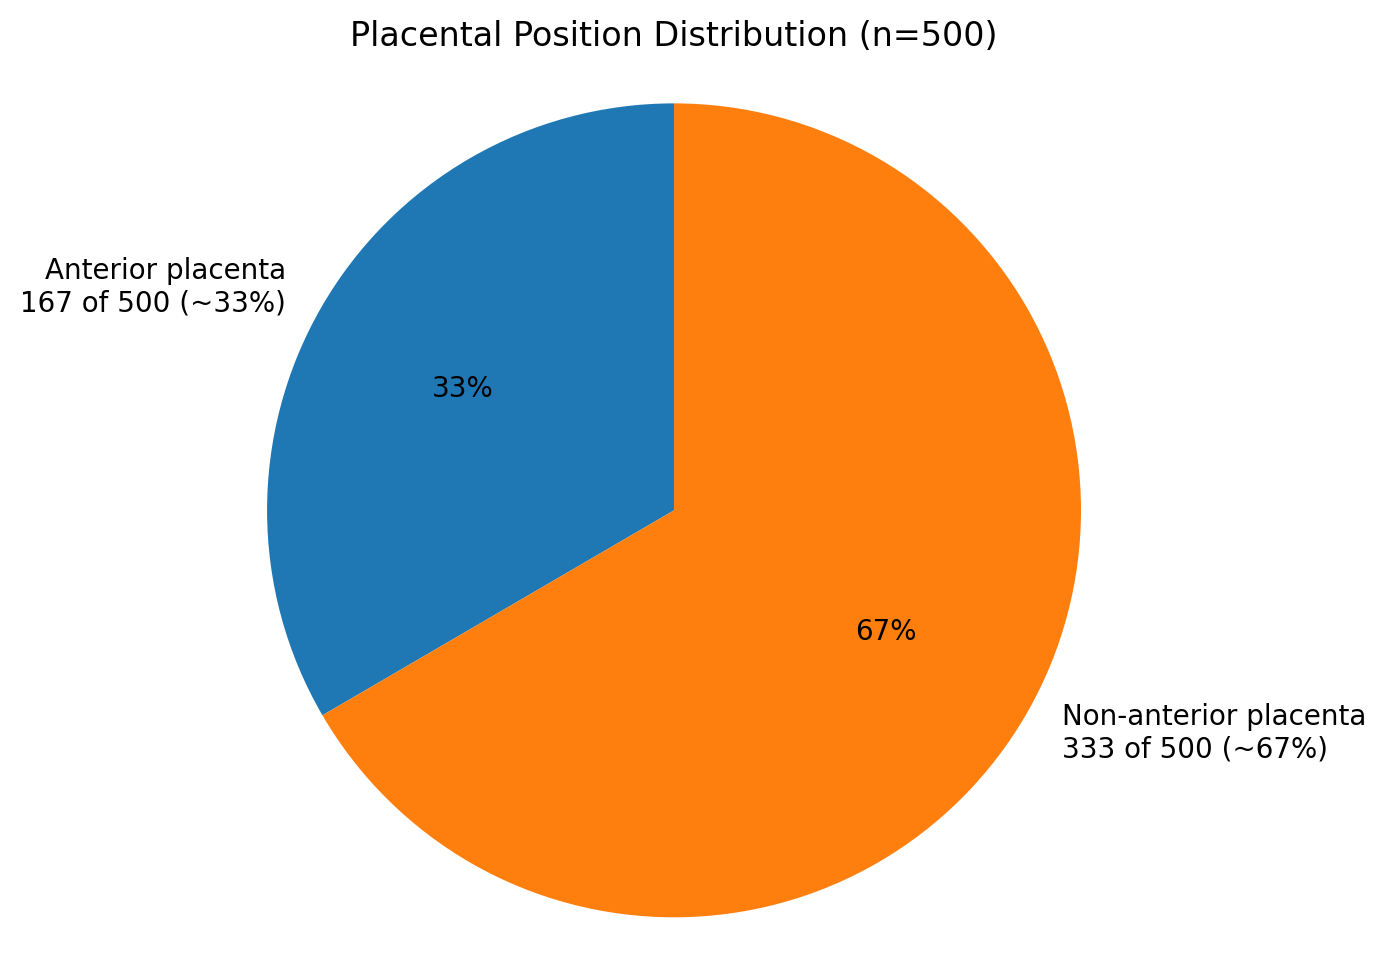 Placental Position Distribution (n=500)
Anterior placenta
167 of 500 (~33%)
33%
67%
Non-anterior placenta
333 of 500 (~67%)